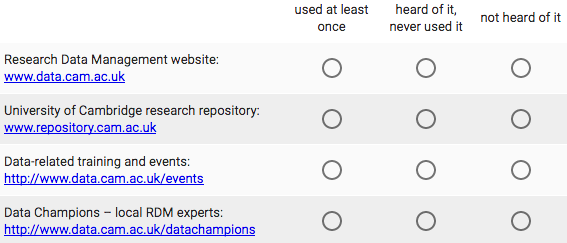 used at least once
heard of it, never used it
not heard of it
Research Data Management website:
www.data.cam.ac.uk
University of Cambridge research repository:
www.repository.cam.ac.uk
Data-related training and events:
http://www.data.cam.ac.uk/events
Data Champions – local RDM experts:
http://www.data.cam.ac.uk/datachampions